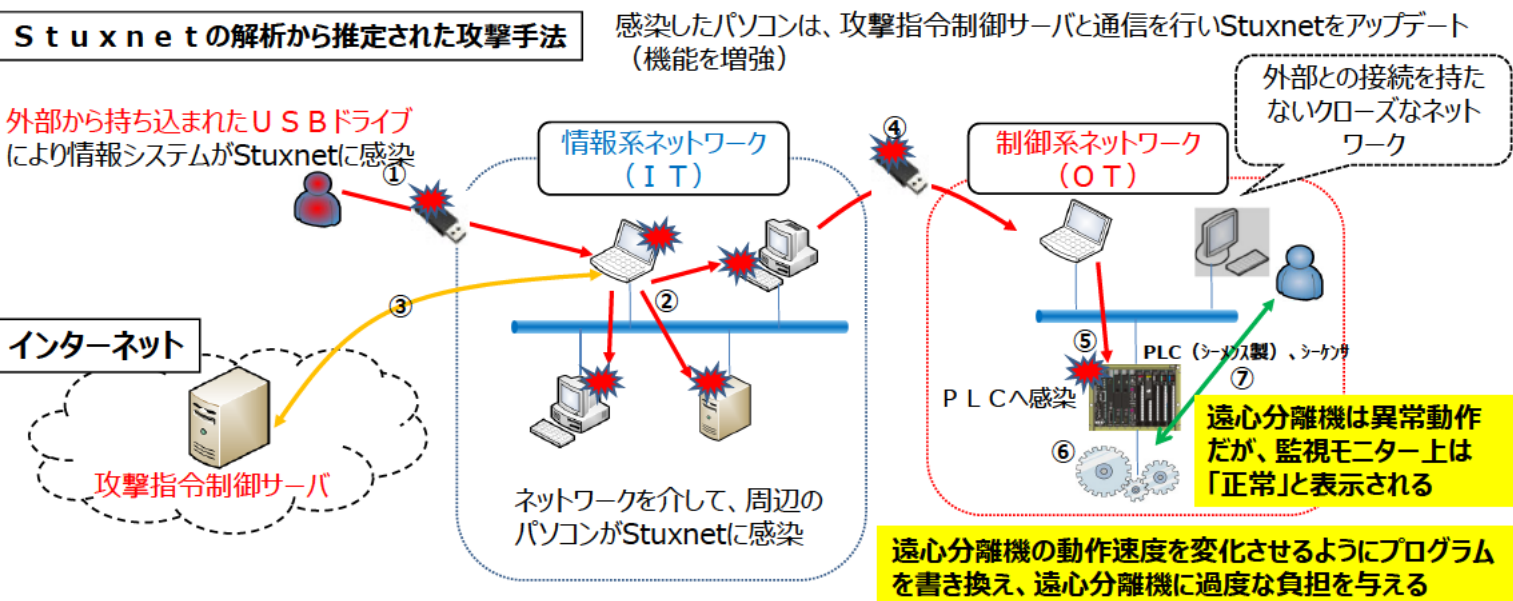 Ｓｔｕｘｎｅｔの解析から推定された攻撃手法
感染したパソコンは、攻撃指令制御サーバと通信を行いStuxnetをアップデート
（機能を増強）
外部との接続を持た
ないクローズなネット
ワーク
外部から持ち込まれたＵＳＢドライブ
により情報システムがStuxnetに感染
①
情報系ネットワーク
（ＩＴ）
④
制御系ネットワーク
（ＯＴ）
②
③
インターネット
攻撃指令制御サーバ
ネットワークを介して、周辺の
パソコンがStuxnetに感染
⑤
PLC（ｼｰﾒﾝｽ製）、ｼｰｹﾝｻ
⑦
ＰＬＣへ感染
⑥
遠心分離機は異常動作
だが、監視モニター上は
「正常」と表示される
遠心分離機の動作速度を変化させるようにプログラム
を書き換え、遠心分離機に過度な負担を与える